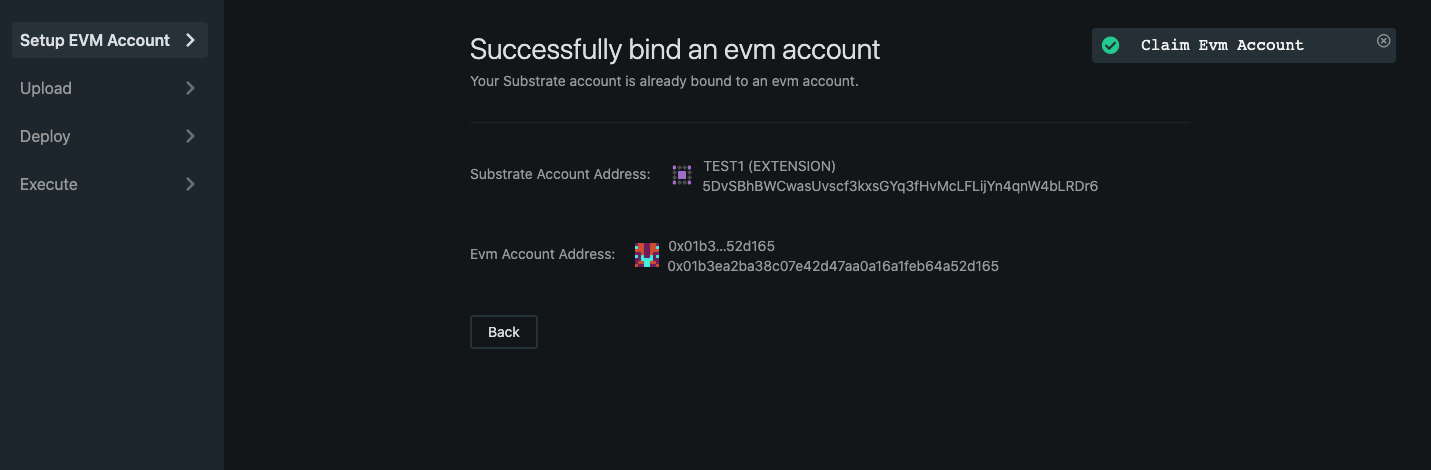 Setup EVM Account
Upload
Deploy
Execute
Successfully bind an evm account
Your Substrate account is already bound to an evm account.
Claim Evm Account
Substrate Account Address:
TEST1 (EXTENSION)
5DvSBhBWCwasUvscf3kxsGYq3fHvMcLFLijYn4qnW4bLRDr6
Evm Account Address:
0x01b3...52d165
0x01b3ea2ba38c07e42d47aa0a16a1feb64a52d165
Back